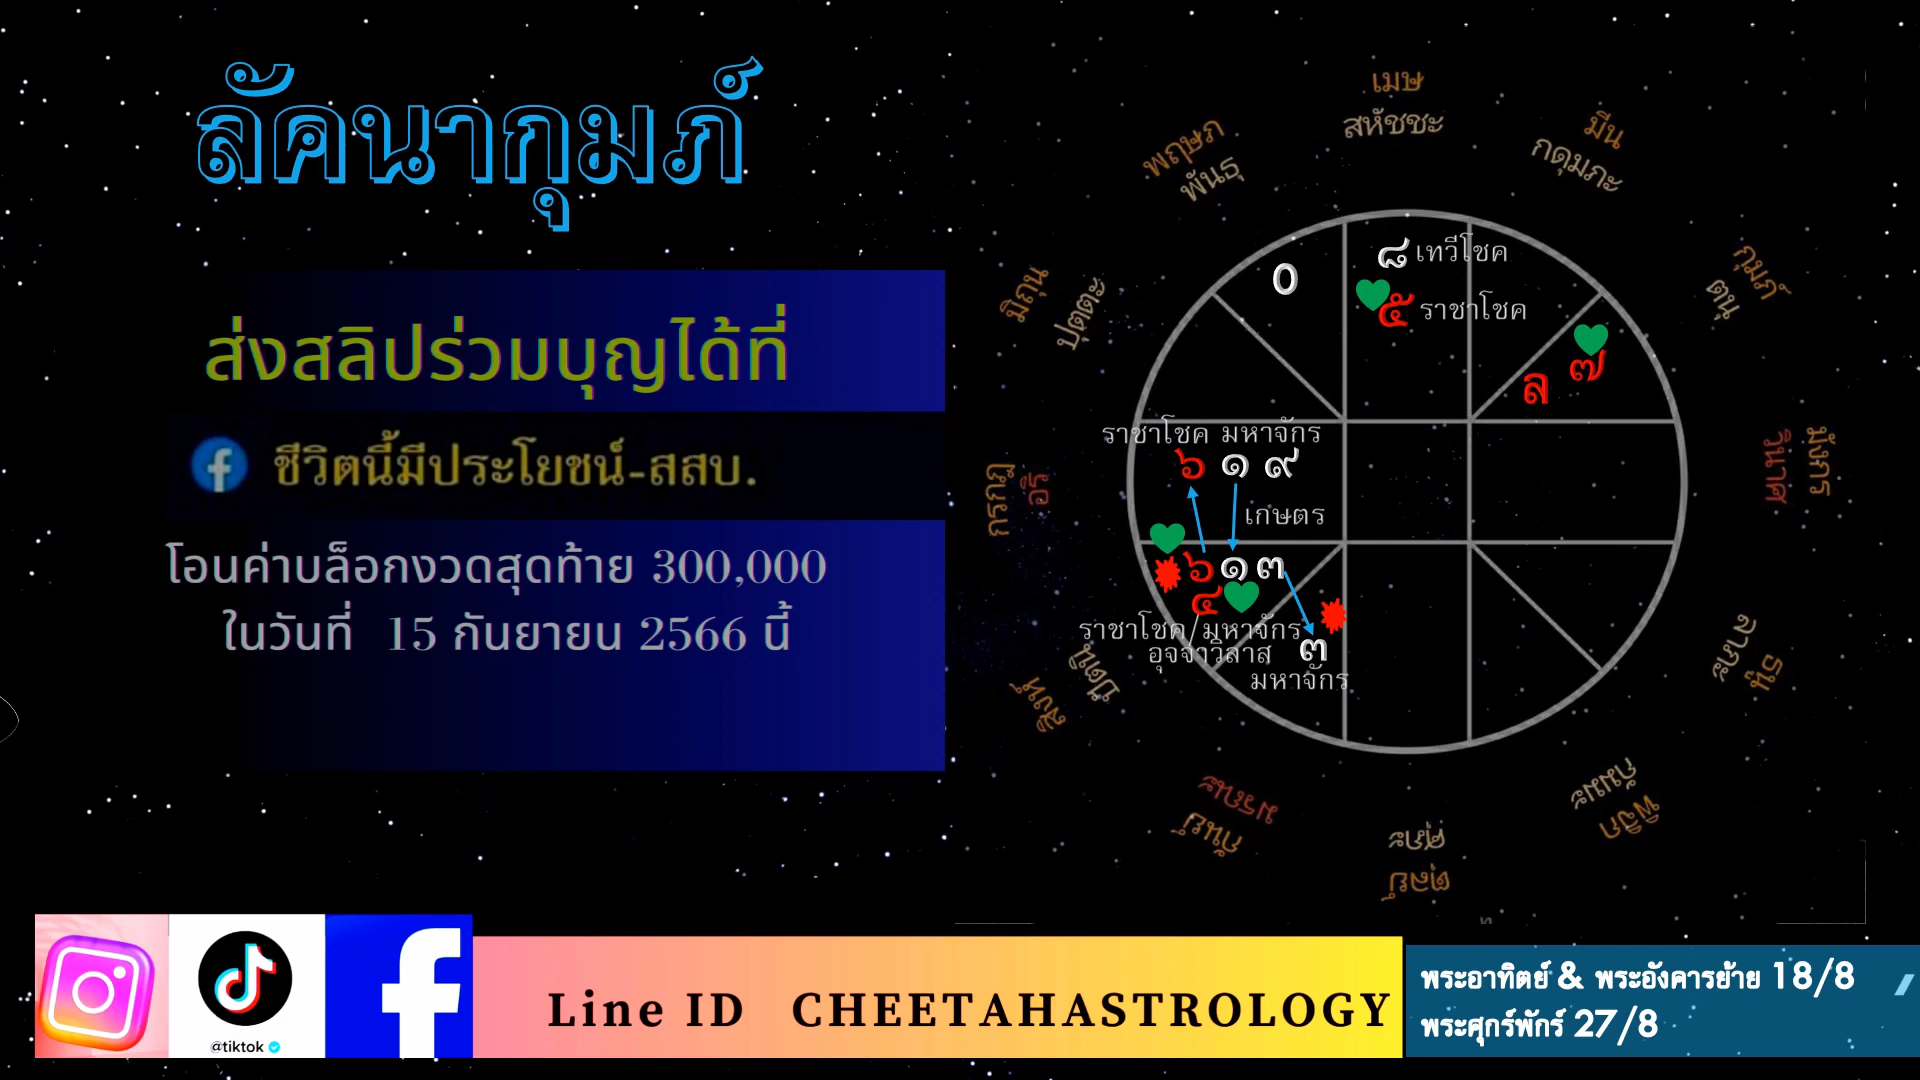 ลัคนากุมภ์
ส่งสลิปร่วมบุญได้ที่
ชีวิตนี้มีประโยชน์-สสบ.
โอนค่าบล็อกงวดสุดท้าย 300,000
ในวันที่ 15 กันยายน 2566 นี้
เมษ
สหัชชะ
มีน
กดุมภะ
พฤษภ
พันธุ
กุมภ์
ตนุ
มิถุน
ปุตตะ
มังกร
วินาศ
กรกฎ
อริ
ธนู
ลาภะ
สิงห์
ปัตนิ
พิจิก
กัมมะ
มรณะ
กันย์
ศุภะ
ตุลย์
0
๘ เทวีโชค
๕ ราชาโชค
๗
ล
ราชาโชค มหาจักร
๖ ๑ ๙
เกษตร
๖ ๑ ๓
๔
ราชาโชค/มหาจักร
อุจจาวิลาส
๓
มหาจักร
@tiktok
Line ID CHEETAHASTROLOGY
พระอาทิตย์ & พระอังคารย้าย 18/8
พระศุกร์พักร์ 27/8